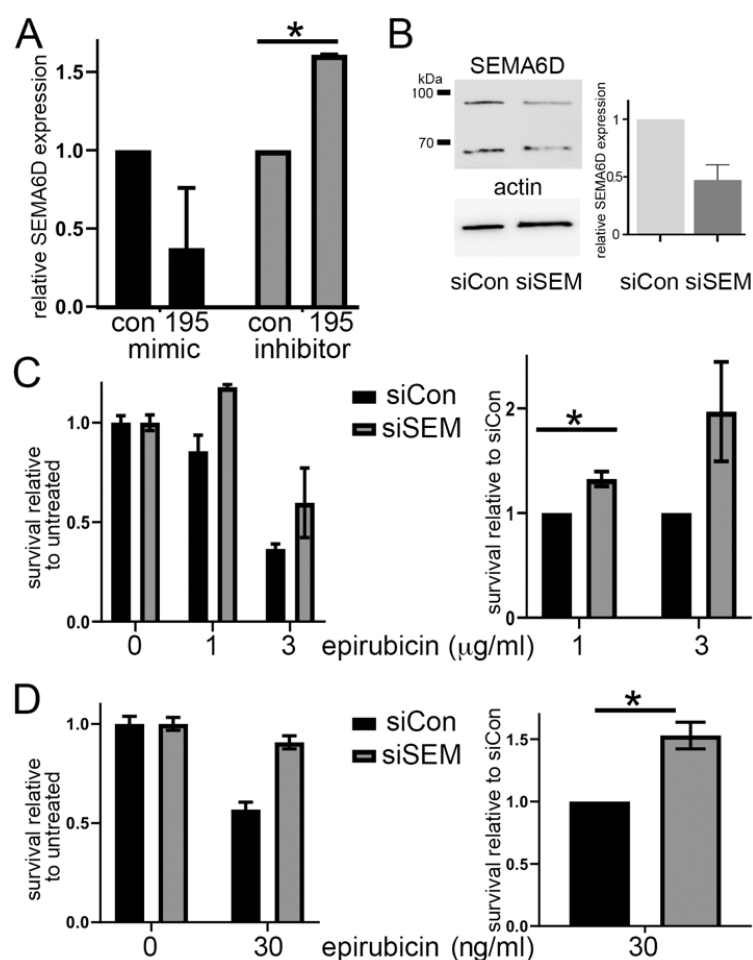 A
relative SEMA6D expression
1.5
1.0
0.5
0.0
*
con 195
mimic
con 195
inhibitor
B
SEMA6D
kDa
100
70
actin
siCon siSEM
relative SEMA6D expression
1
0.5
0
siCon siSEM
C
survival relative
to untreated
1.0
0.5
0.0
0 1 3
siCon
siSEM
epirubicin (μg/ml)
survival relative to siCon
2
1
0
*
1 3
D
survival relative
to untreated
1.0
0.5
0.0
0 30
siCon
siSEM
epirubicin (ng/ml)
survival relative to siCon
1.5
1.0
0.5
0.0
*
30